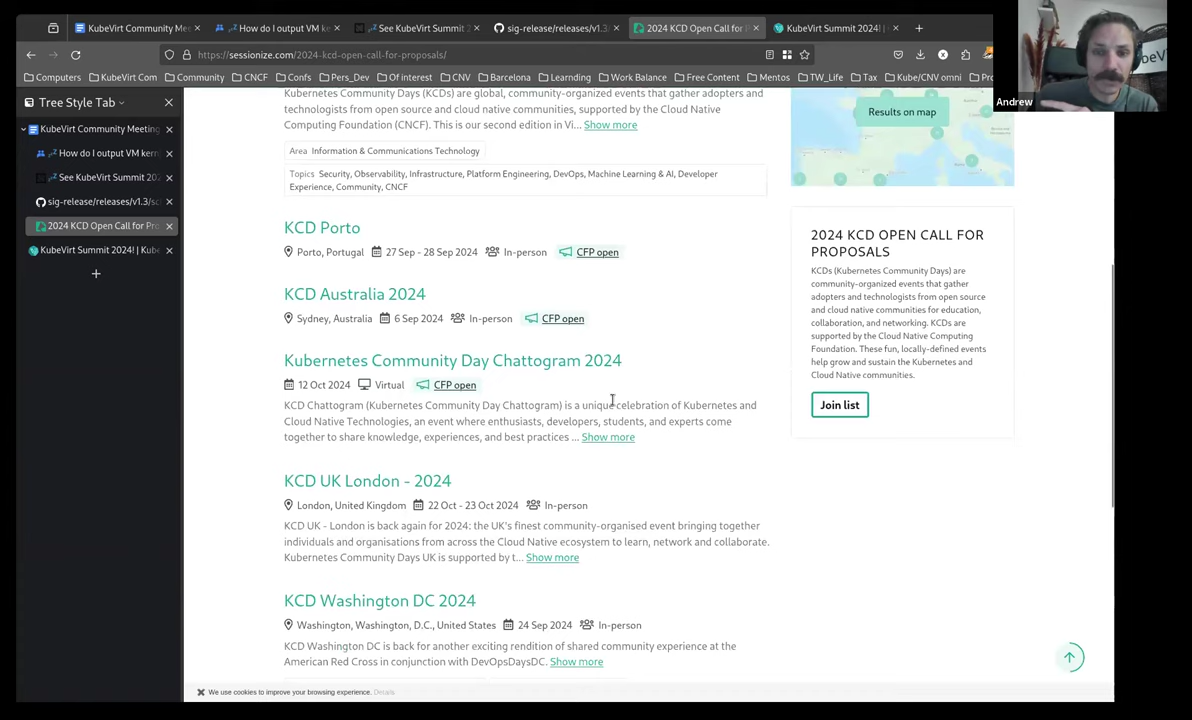 KubeVirt Community Meeting
How do I output VM ke
See KubeVirt Summit 2
sig-release/releases/v1.3/
2024 KCD Open Call for
KubeVirt Summit 2024! |
https://sessionize.com/2024-kcd-open-call-for-proposals/
Computers
KubeVirt Com
Community
CNCF
Confs
Pers_Dev
Of interest
CNV
Barcelona
Learnding
Work Balance
Free Content
Mentos
TW_Life
Tax
Kube/CNV omni
Andrew
Tree Style Tab
KubeVirt Community Meeting
How do I output VM ker
See KubeVirt Summit 202
sig-release/releases/v1.3/sc
2024 KCD Open Call for Pro
KubeVirt Summit 2024! | Kub
Kubernetes Community Days (KCDs) are global, community-organized events that gather adopters and
technologists from open source and cloud native communities, supported by the Cloud Native
Computing Foundation (CNCF). This is our second edition in Vi... Show more
Area Information & Communications Technology
Topics Security, Observability, Infrastructure, Platform Engineering, DevOps, Machine Learning & AI, Developer
Experience, Community, CNCF
KCD Porto
Porto, Portugal 27 Sep - 28 Sep 2024 In-person CFP open
KCD Australia 2024
Sydney, Australia 6 Sep 2024 In-person CFP open
Kubernetes Community Day Chattogram 2024
12 Oct 2024 Virtual CFP open
KCD Chattogram (Kubernetes Community Day Chattogram) is a unique celebration of Kubernetes and
Cloud Native Technologies, an event where enthusiasts, developers, students, and experts come
together to share knowledge, experiences, and best practices ... Show more
KCD UK London - 2024
London, United Kingdom 22 Oct - 23 Oct 2024 In-person
KCD UK - London is back again for 2024: the UK's finest community-organised event bringing together
individuals and organisations from across the Cloud Native ecosystem to learn, network and collaborate.
Kubernetes Community Days UK is supported by t... Show more
KCD Washington DC 2024
Washington, Washington, D.C., United States 24 Sep 2024 In-person
KCD Washington DC is back for another exciting rendition of shared community experience at the
American Red Cross in conjunction with DevOpsDaysDC. Show more
Results on map
2024 KCD OPEN CALL FOR
PROPOSALS
KCDs (Kubernetes Community Days) are
community-organized events that gather
adopters and technologists from open source
and cloud native communities for education,
collaboration, and networking. KCDs are
supported by the Cloud Native Computing
Foundation. These fun, locally-defined events
help grow and sustain the Kubernetes and
Cloud Native communities.
Join list
We use cookies to improve your browsing experience. Details